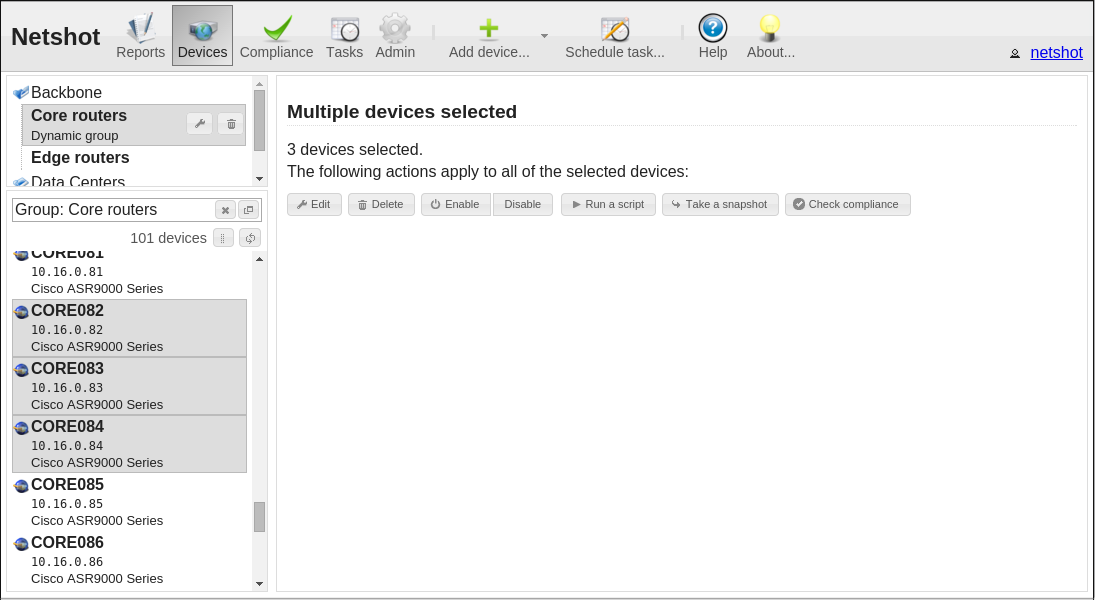 Netshot
Reports
Devices
Compliance
Tasks
Admin
Add device...
Schedule task...
Help
About...
netshot
Backbone
Core routers
Dynamic group
Edge routers
Data Centers
Group: Core routers
101 devices
CORE081
10.16.0.81
Cisco ASR9000 Series
CORE082
10.16.0.82
Cisco ASR9000 Series
CORE083
10.16.0.83
Cisco ASR9000 Series
CORE084
10.16.0.84
Cisco ASR9000 Series
CORE085
10.16.0.85
Cisco ASR9000 Series
CORE086
10.16.0.86
Cisco ASR9000 Series
Multiple devices selected
3 devices selected.
The following actions apply to all of the selected devices:
Edit
Delete
Enable
Disable
Run a script
Take a snapshot
Check compliance